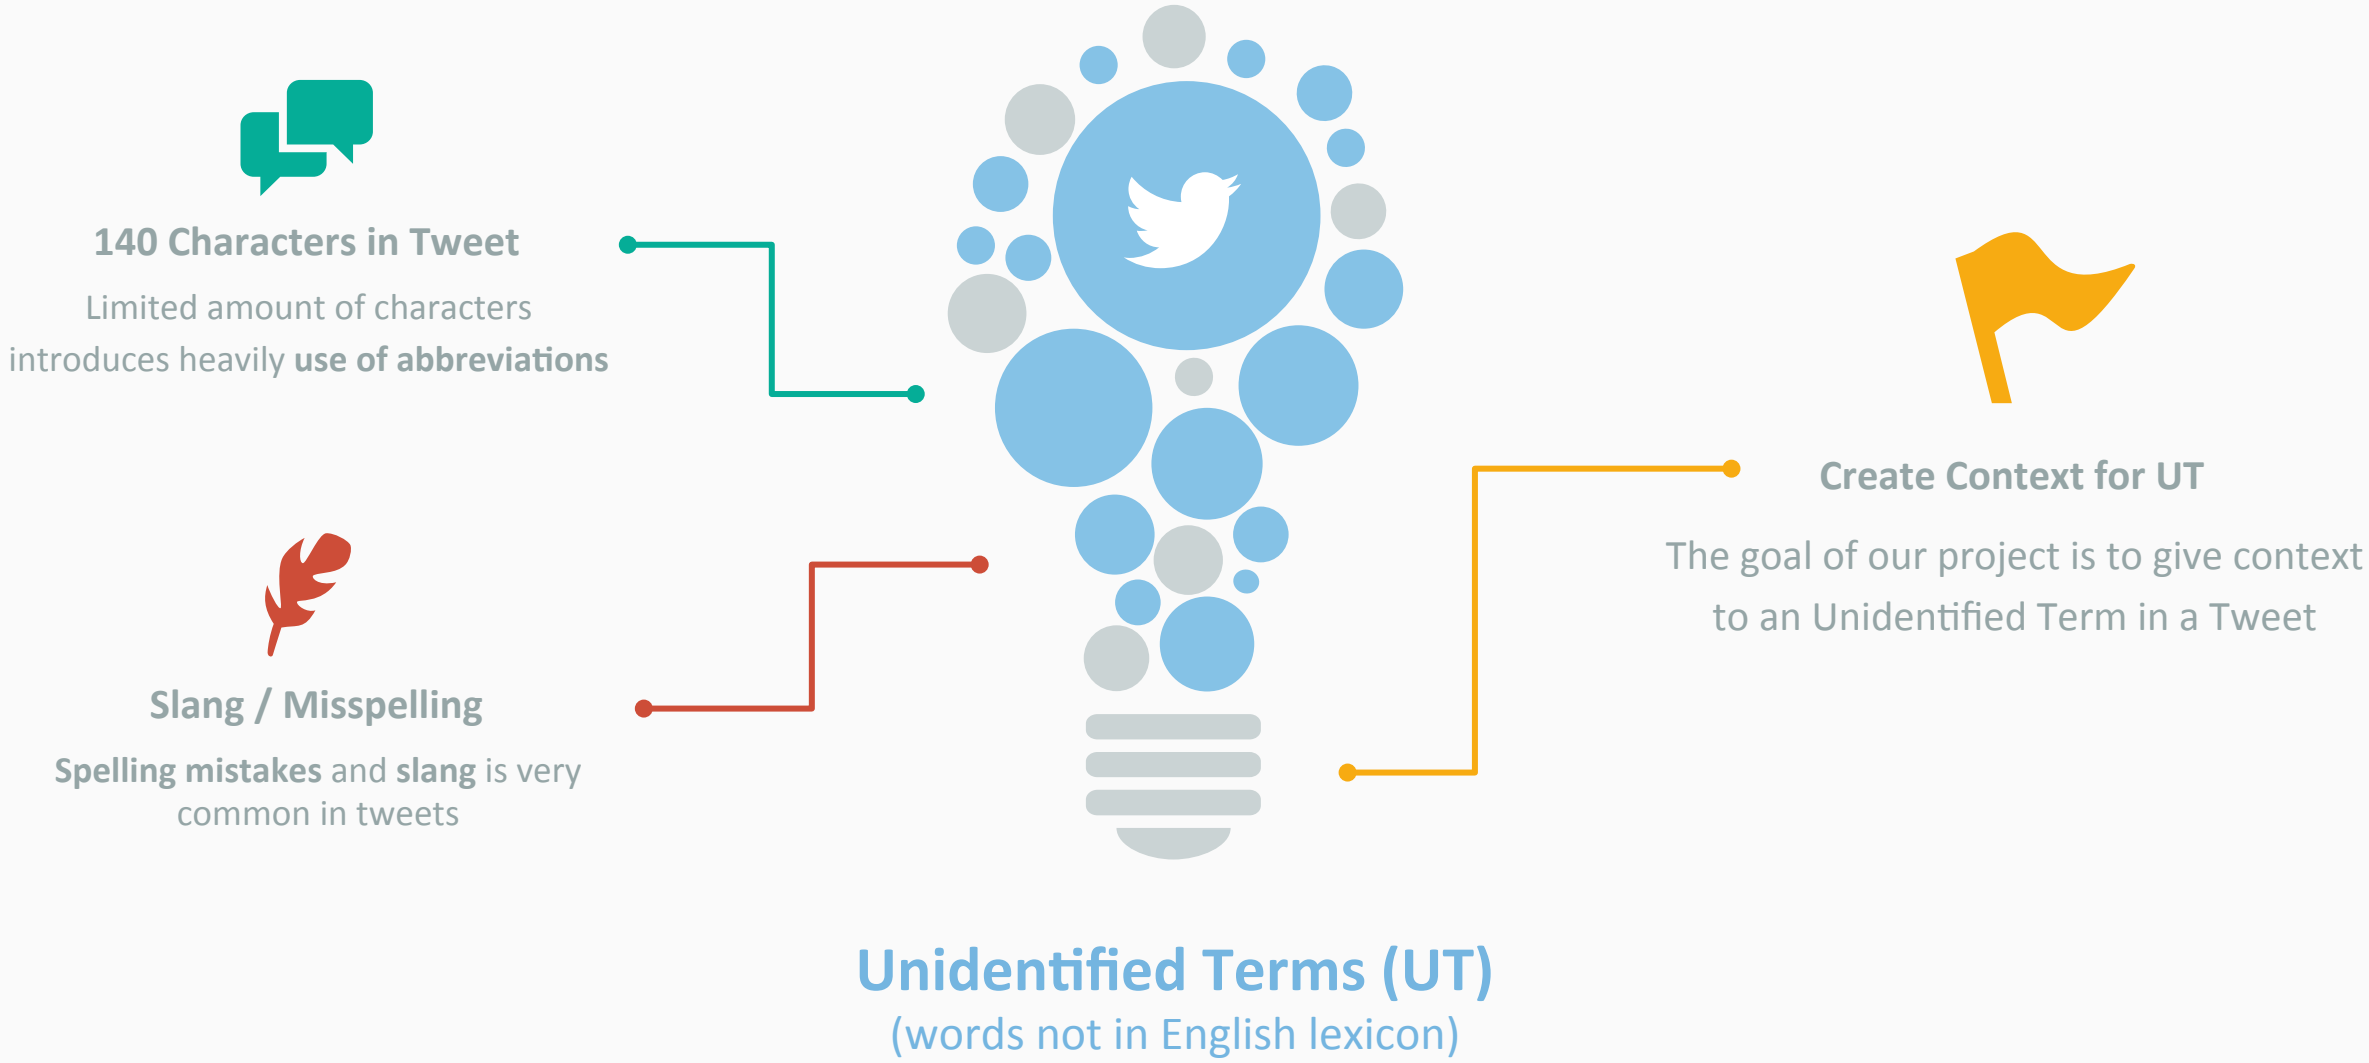 140 Characters in Tweet
Limited amount of characters
introduces heavily use of abbreviations
Slang / Misspelling
Spelling mistakes and slang is very
common in tweets
Create Context for UT
The goal of our project is to give context
to an Unidentified Term in a Tweet
Unidentified Terms (UT)
(words not in English lexicon)